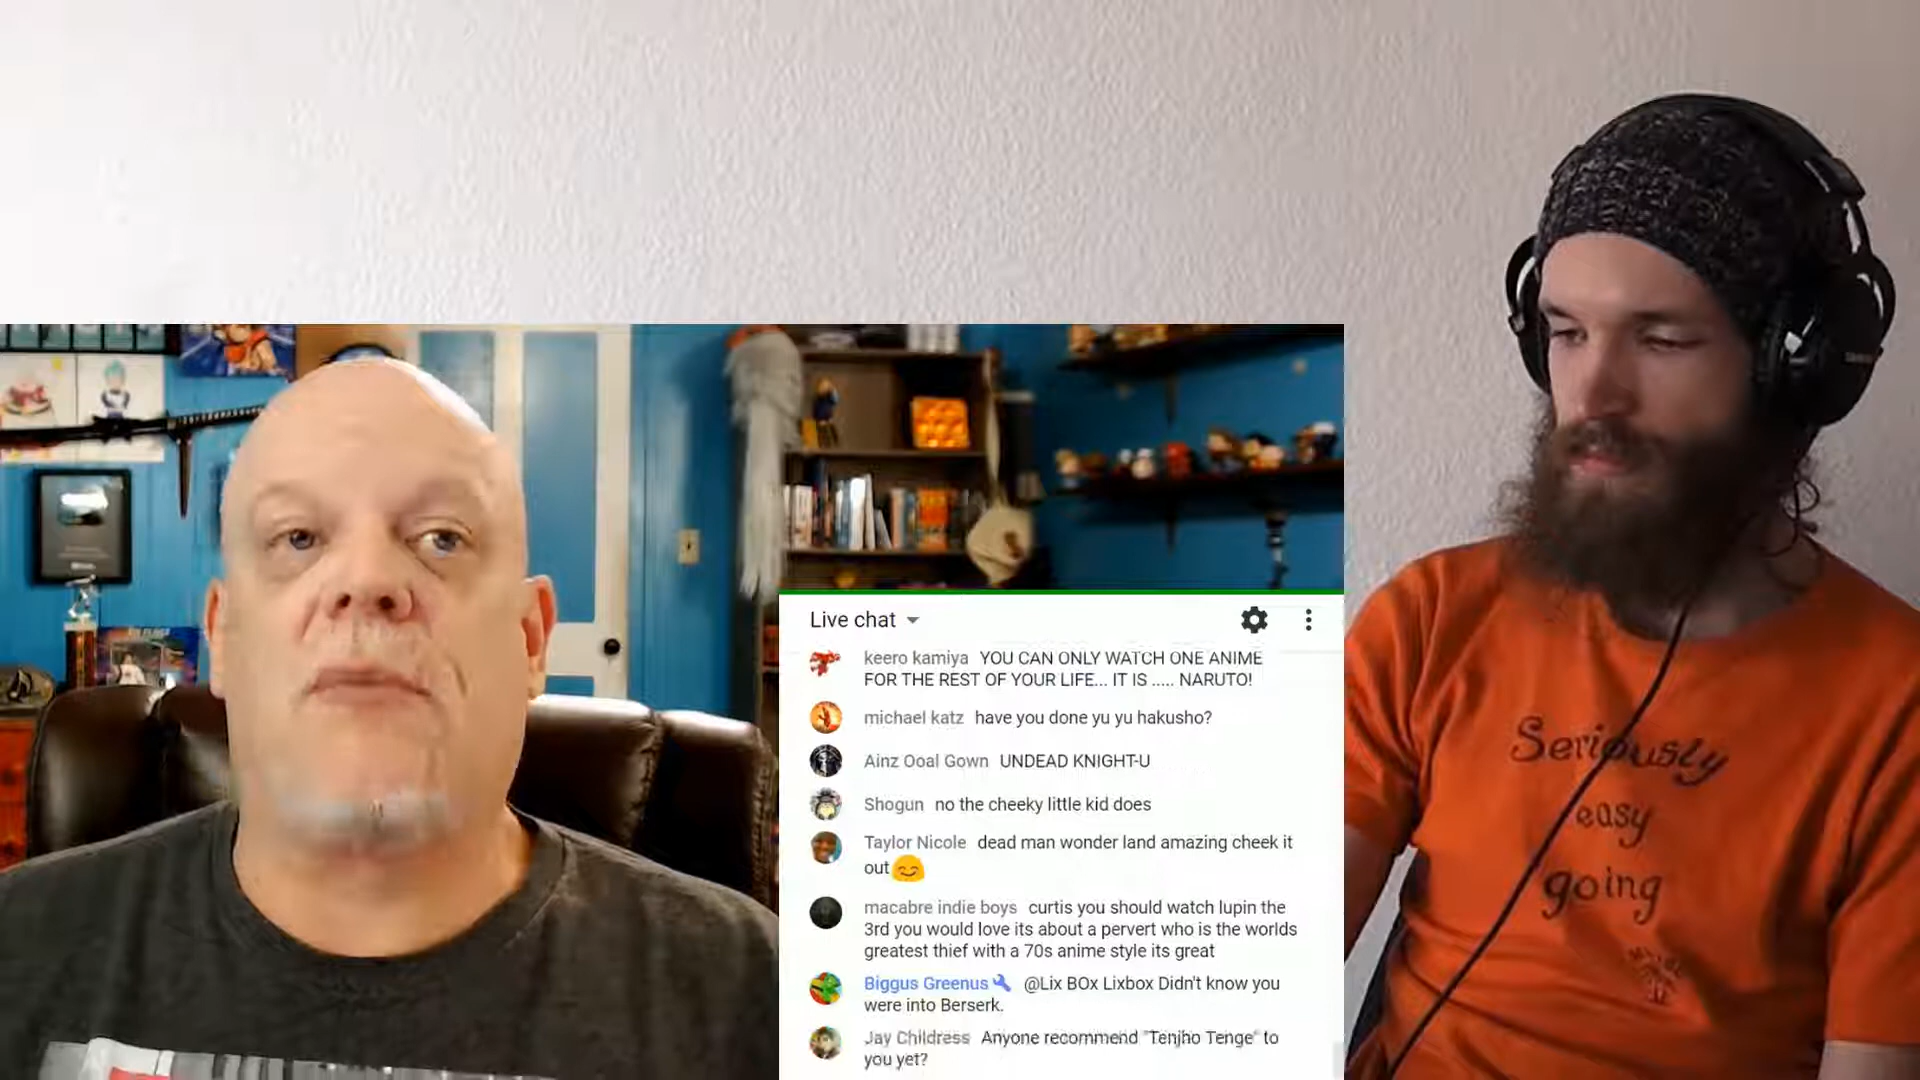 Live chat
keero kamiya YOU CAN ONLY WATCH ONE ANIME
FOR THE REST OF YOUR LIFE... IT IS ..... NARUTO!
michael katz have you done yu yu hakusho?
Ainz Ooal Gown UNDEAD KNIGHT-U
Shogun no the cheeky little kid does
Taylor Nicole dead man wonder land amazing cheek it
out
macabre indie boys curtis you should watch lupin the
3rd you would love its about a pervert who is the worlds
greatest thief with a 70s anime style its great
Biggus Greenus @Lix BOx Lixbox Didn't know you
were into Berserk.
Jay Childress Anyone recommend "Tenjho Tenge" to
you yet?
Seriously
easy
going